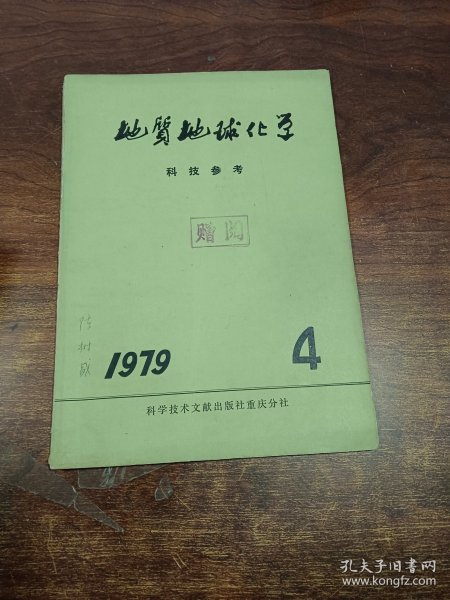 地質地球化学
科技参考
赠阅
1979
4
科学技术文献出版社重庆分社
孔夫子旧书网
www.kongfz.com